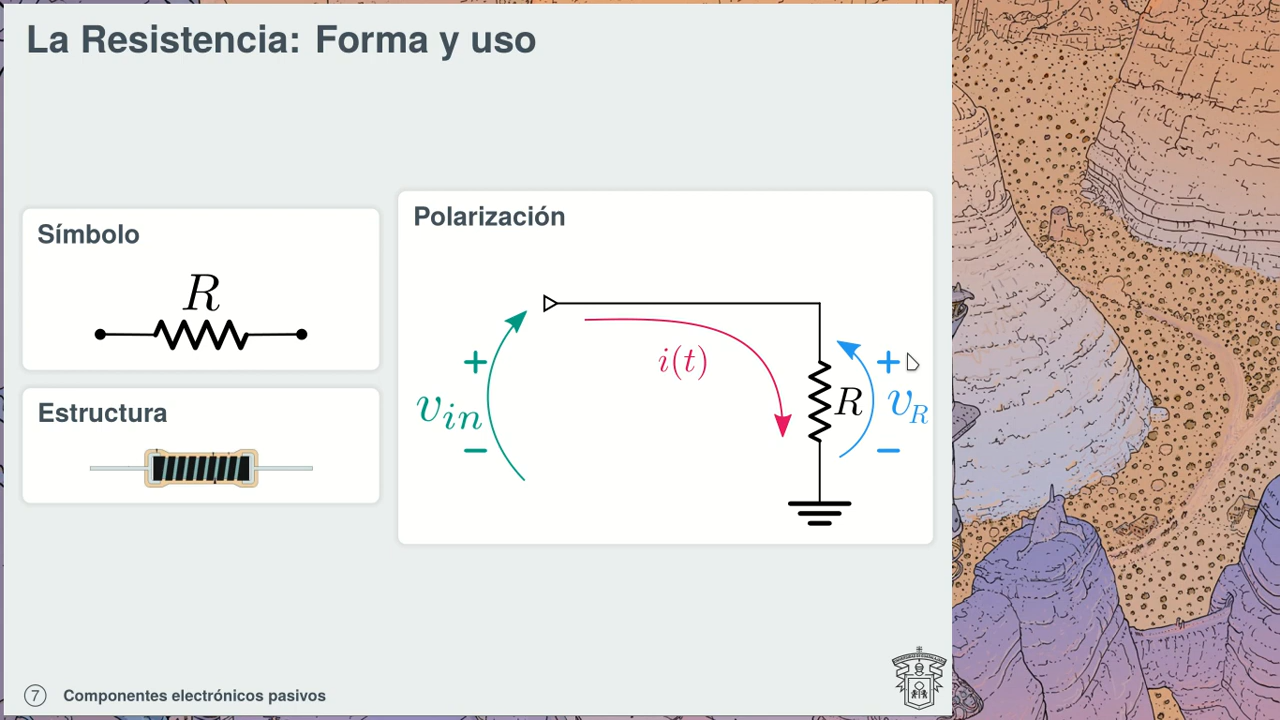 La Resistencia: Forma y uso
Símbolo
R
Estructura
Polarización
+
v_in
−
i(t)
R
+
v_R
−
7 Componentes electrónicos pasivos